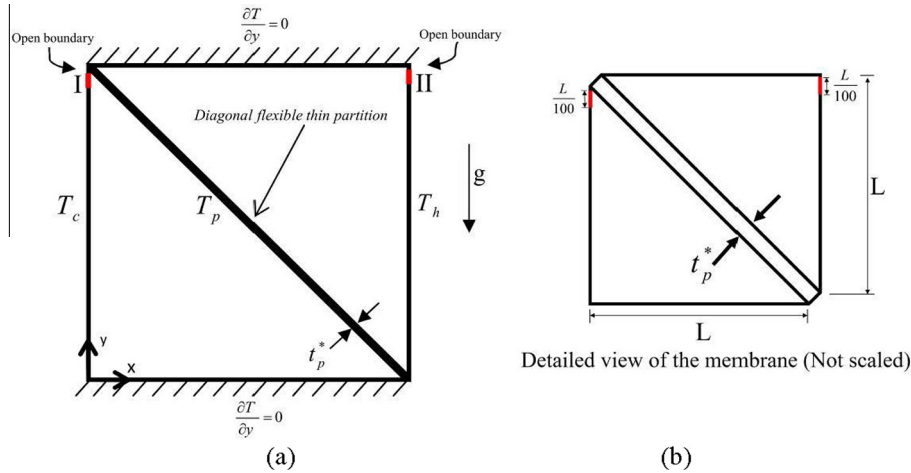 ∂T/∂y = 0
Open boundary
Open boundary
I
II
Diagonal flexible thin partition
T_c
T_p
T_h
g
t_p^*
y
x
∂T/∂y = 0
(a)
L/100
L/100
L
t_p^*
L
Detailed view of the membrane (Not scaled)
(b)